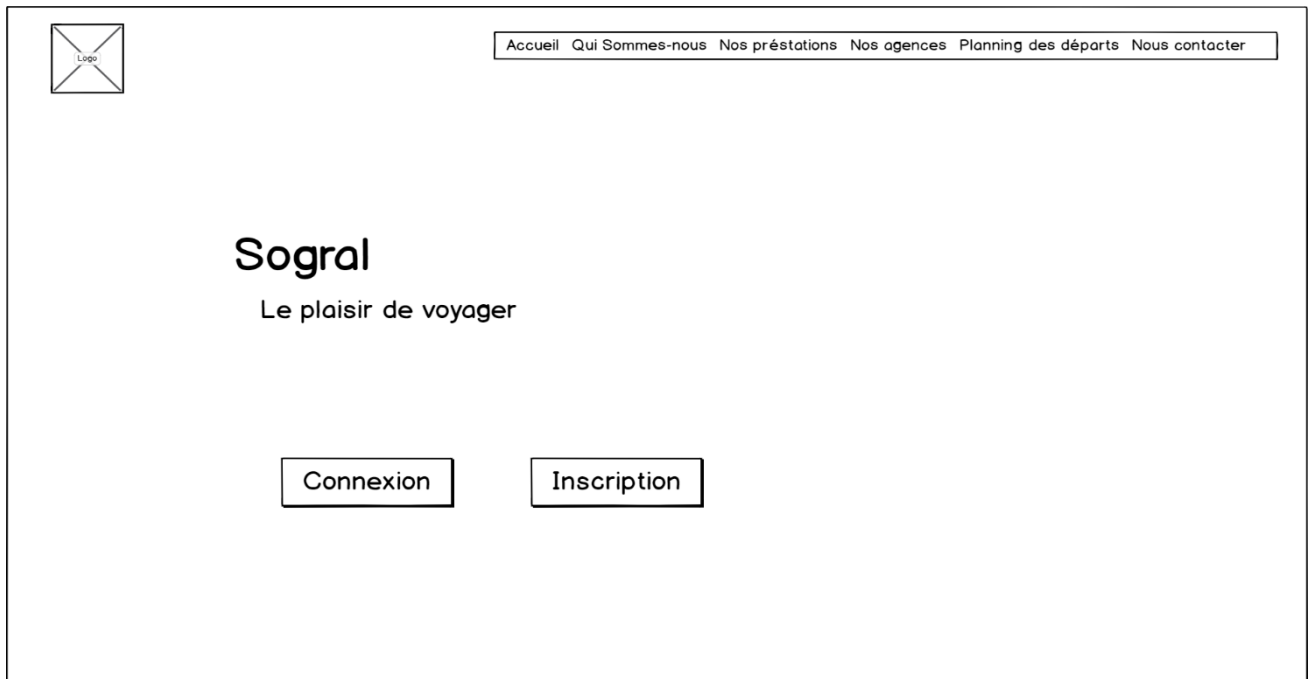 Logo
Accueil Qui Sommes-nous Nos préstations Nos agences Planning des départs Nous contacter
Sogral
Le plaisir de voyager
Connexion Inscription